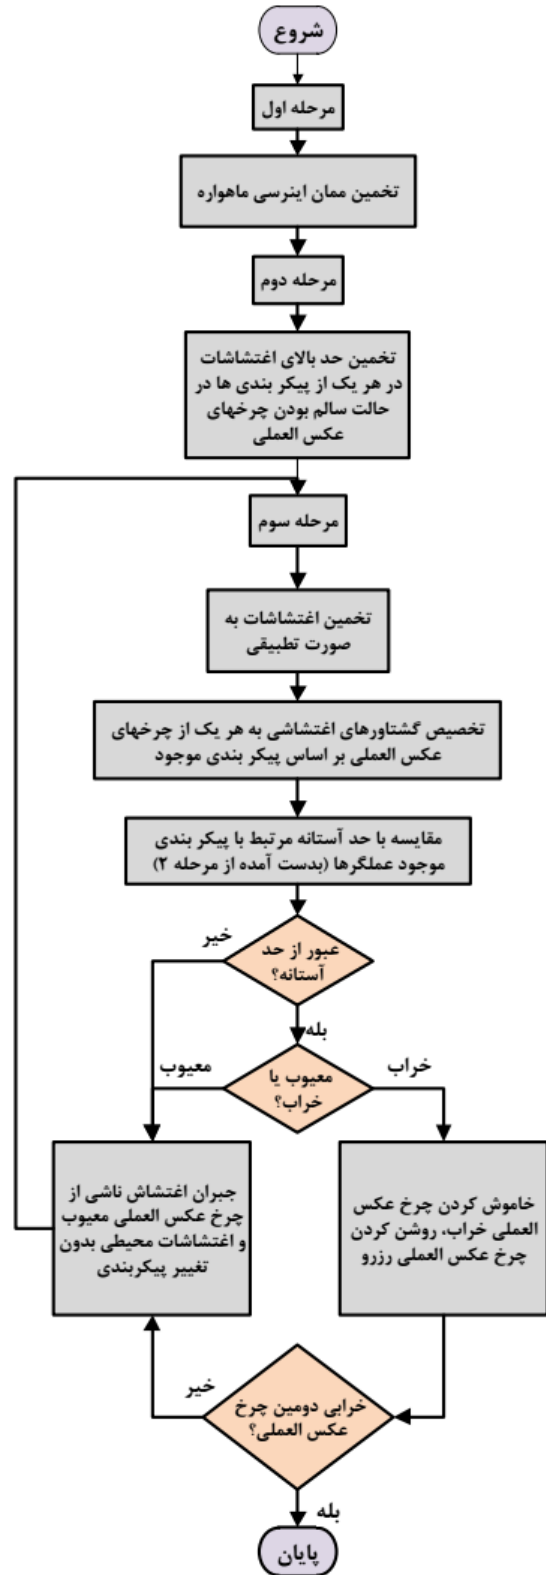 شروع
مرحله اول
تخمین ممان اینرسی ماهواره
مرحله دوم
تخمین حد بالای اغتشاشات
در هر یک از پیکر بندی ها در
حالت سالم بودن چرخهای
عکس العملی
مرحله سوم
تخمین اغتشاشات به
صورت تطبیقی
تخصیص گشتاورهای اغتشاشی به هر یک از چرخهای
عکس العملی بر اساس پیکر بندی موجود
مقایسه با حد آستانه مرتبط با پیکر بندی
موجود عملگرها (بدست آمده از مرحله ۲)
عبور از حد
آستانه؟
خیر
بله
معیوب یا
خراب؟
خراب
معیوب
خاموش کردن چرخ عکس
العملی خراب، روشن کردن
چرخ عکس العملی رزرو
جبران اغتشاش ناشی از
چرخ عکس العملی معیوب
و اغتشاشات محیطی بدون
تغییر پیکربندی
خرابی دومین چرخ
عکس العملی؟
خیر
بله
پایان